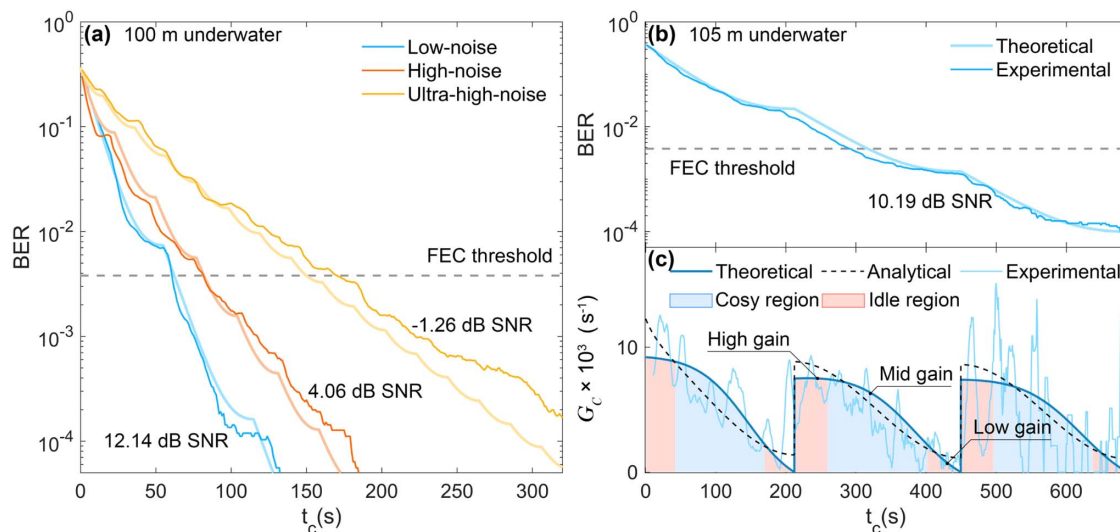 (a) 100 m underwater
Low-noise
High-noise
Ultra-high-noise
FEC threshold
-1.26 dB SNR
4.06 dB SNR
12.14 dB SNR
BER
10^0
10^-1
10^-2
10^-3
10^-4
0 50 100 150 200 250 300
t_c(s)
(b) 105 m underwater
Theoretical
Experimental
FEC threshold
10.19 dB SNR
BER
10^0
10^-2
10^-4
(c)
Theoretical Analytical Experimental
Cosy region Idle region
High gain
Mid gain
Low gain
G_C × 10^3 (s^-1)
10
0
0 100 200 300 400 500 600
t_c(s)